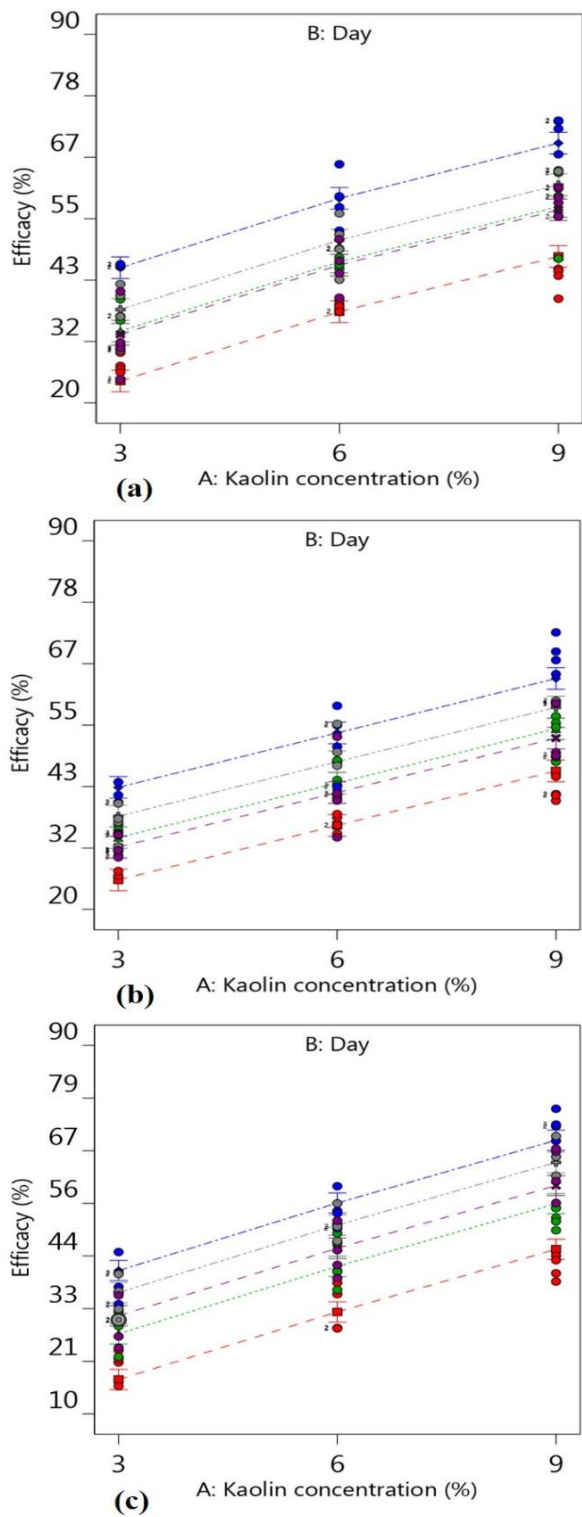 90
B: Day
78
67
55
43
32
20
Efficacy (%)
3 6 9
A: Kaolin concentration (%)
(a)
90
B: Day
78
67
55
43
32
20
Efficacy (%)
3 6 9
A: Kaolin concentration (%)
(b)
90
B: Day
79
67
56
44
33
21
10
Efficacy (%)
3 6 9
A: Kaolin concentration (%)
(c)